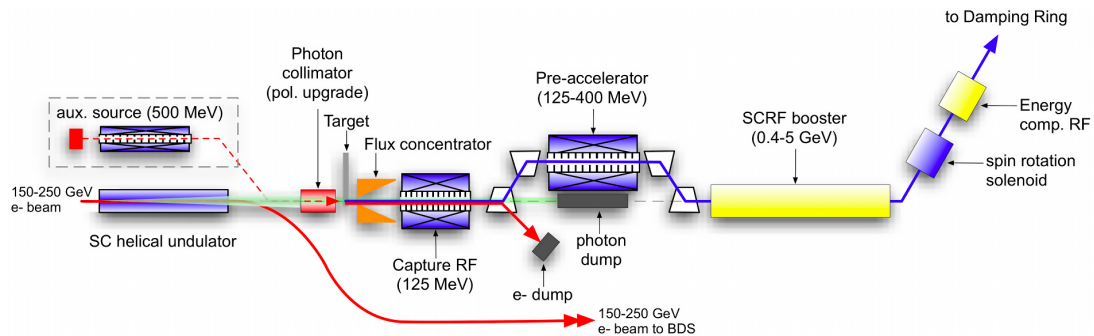 to Damping Ring
Photon
collimator
(pol. upgrade)
Pre-accelerator
(125-400 MeV)
aux. source (500 MeV)
Target
SCRF booster
(0.4-5 GeV)
Energy
comp. RF
Flux concentrator
spin rotation
solenoid
150-250 GeV
e- beam
SC helical undulator
photon
dump
Capture RF
(125 MeV)
e- dump
150-250 GeV
e- beam to BDS